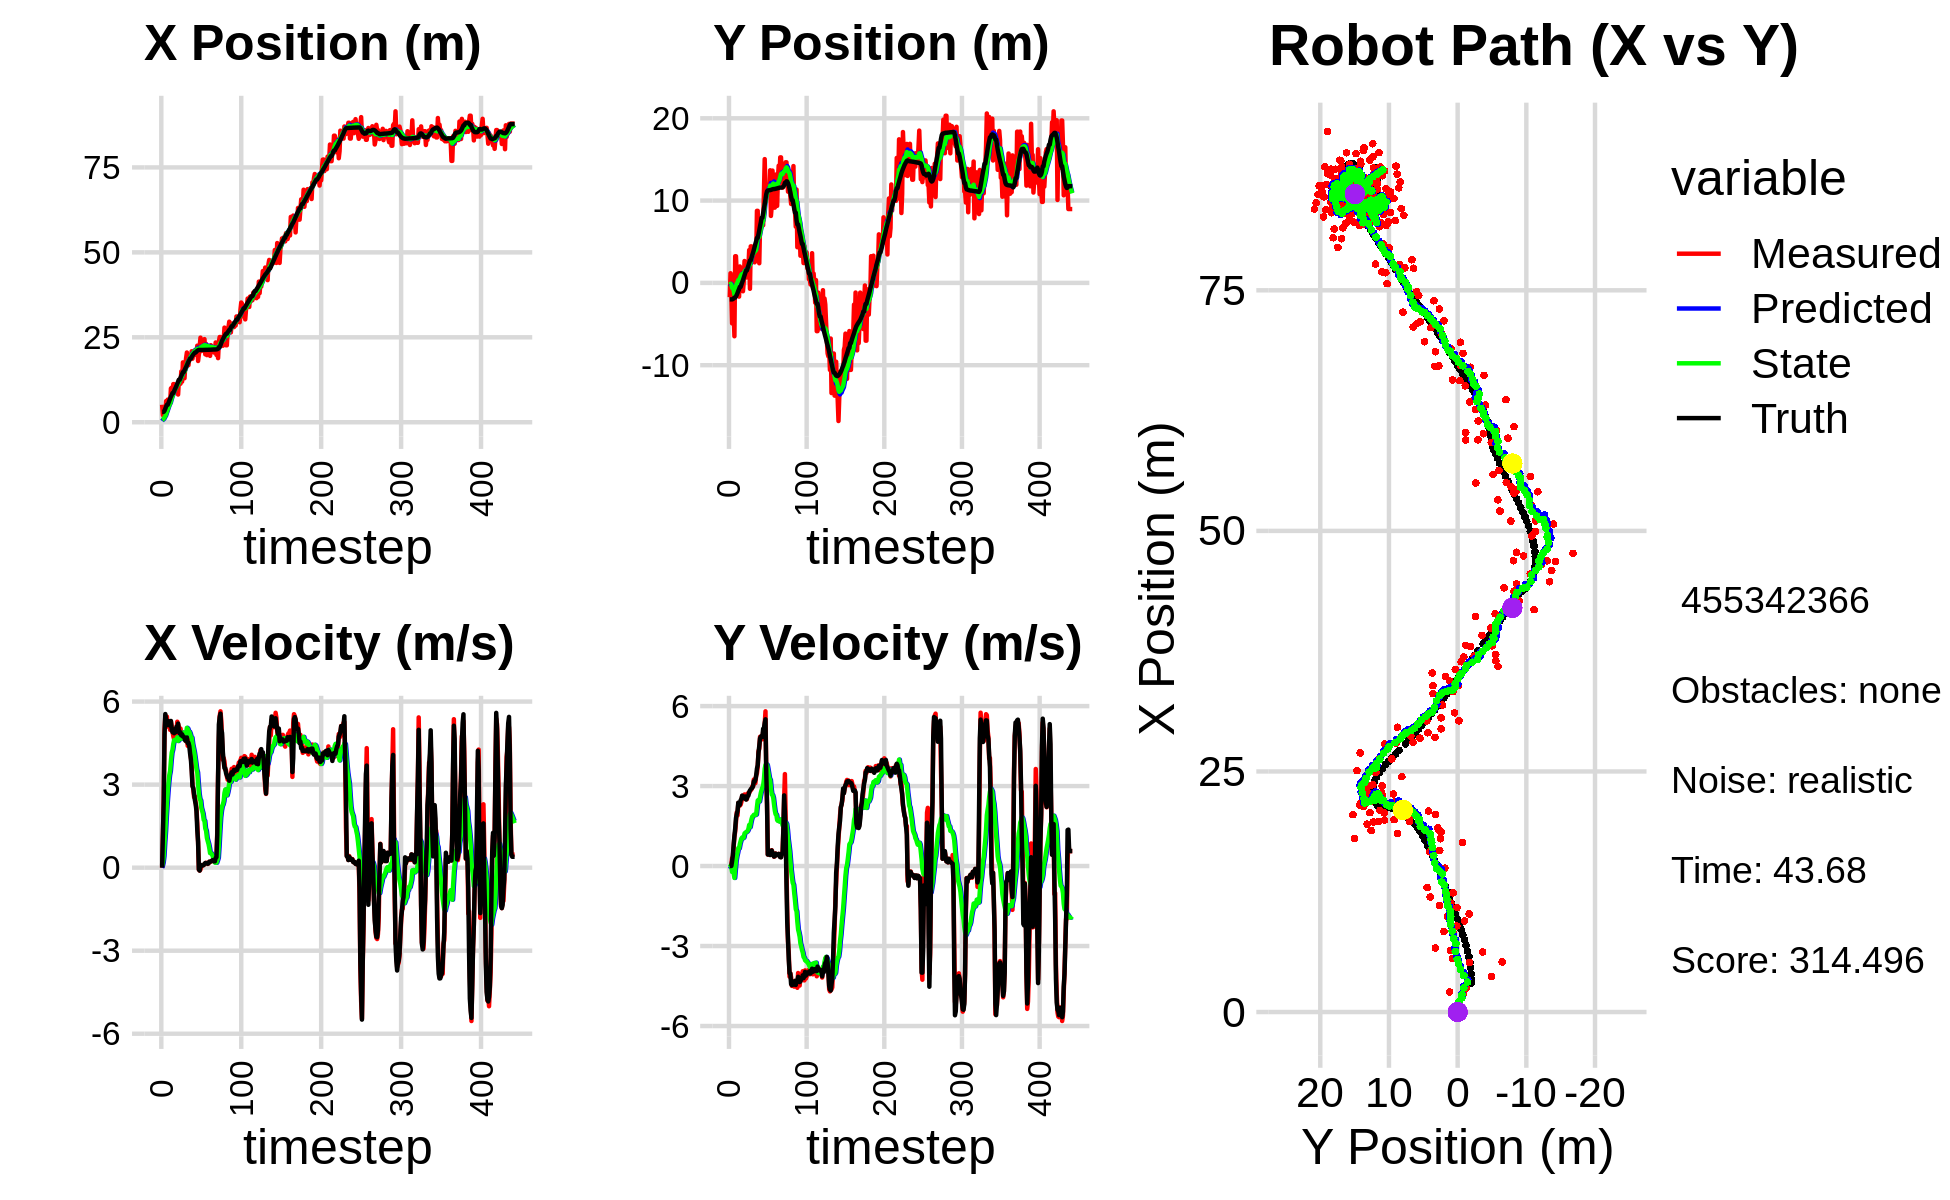 X Position (m)
75
50
25
0
0
100
200
300
400
timestep
Y Position (m)
20
10
0
-10
0
100
200
300
400
timestep
X Velocity (m/s)
6
3
0
-3
-6
0
100
200
300
400
timestep
Y Velocity (m/s)
6
3
0
-3
-6
0
100
200
300
400
timestep
Robot Path (X vs Y)
X Position (m)
75
50
25
0
20 10 0 -10 -20
Y Position (m)
variable
Measured
Predicted
State
Truth
455342366
Obstacles: none
Noise: realistic
Time: 43.68
Score: 314.496